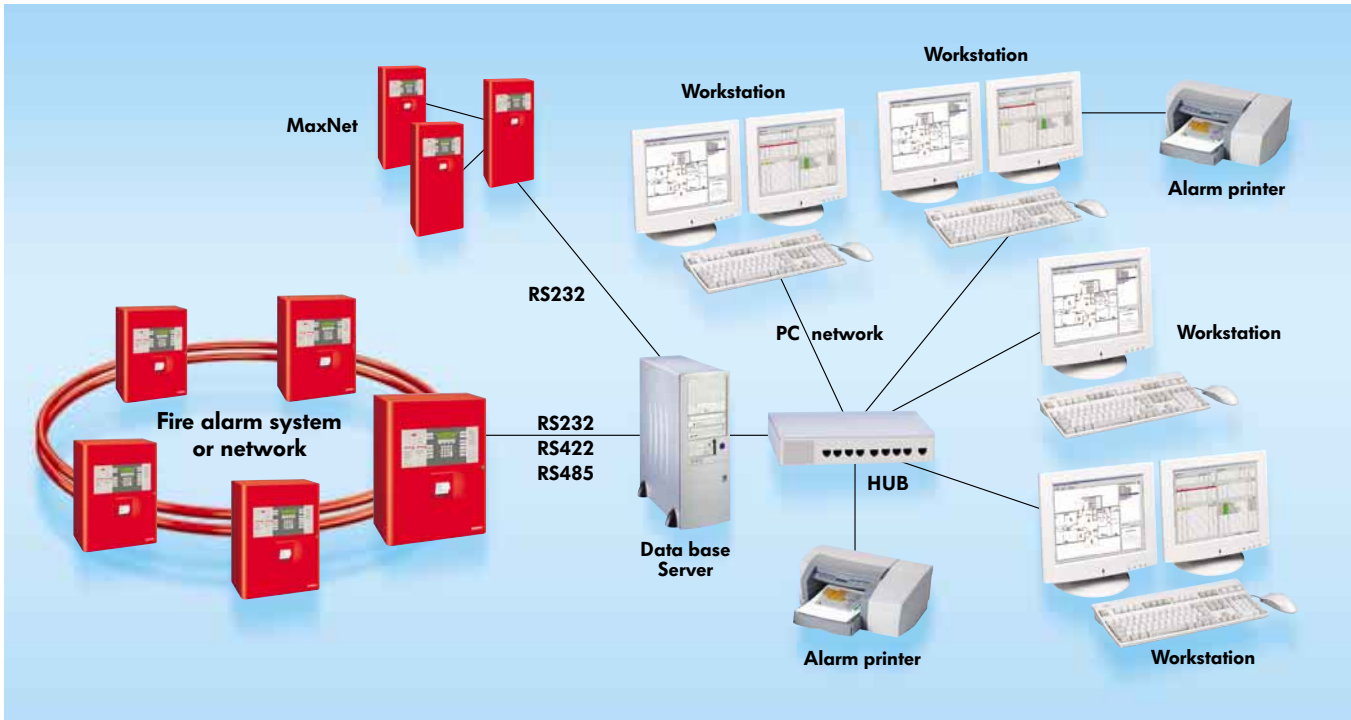 Workstation
Workstation
MaxNet
Alarm printer
RS232
PC network
Workstation
Fire alarm system
or network
RS232
RS422
RS485
HUB
Data base
Server
Alarm printer
Workstation